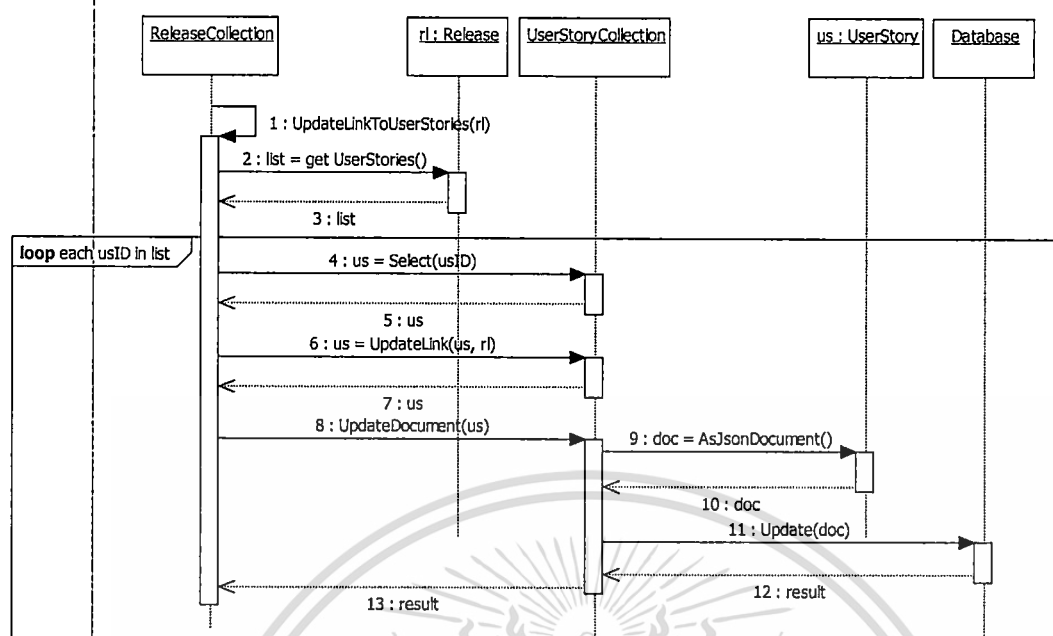 ReleaseCollection
rl : Release
UserStoryCollection
us : UserStory
Database
1 : UpdateLinkToUserStories(rl)
2 : list = get UserStories()
3 : list
loop each usID in list
4 : us = Select(usID)
5 : us
6 : us = UpdateLink(us, rl)
7 : us
8 : UpdateDocument(us)
9 : doc = AsJsonDocument()
10 : doc
11 : Update(doc)
12 : result
13 : result